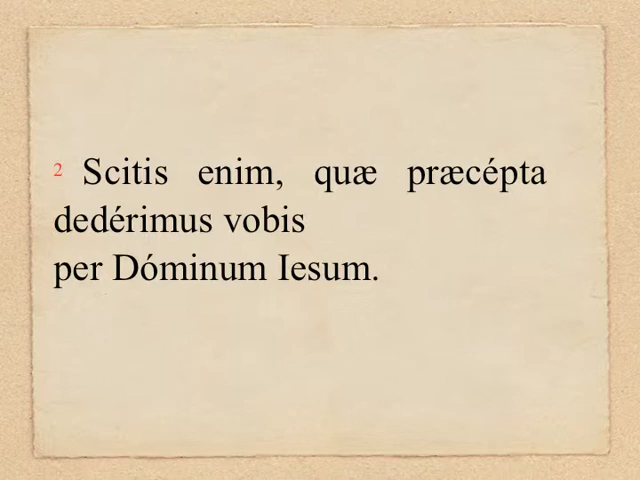 2 Scitis enim, quæ præcépta
dedérimus vobis
per Dóminum Iesum.